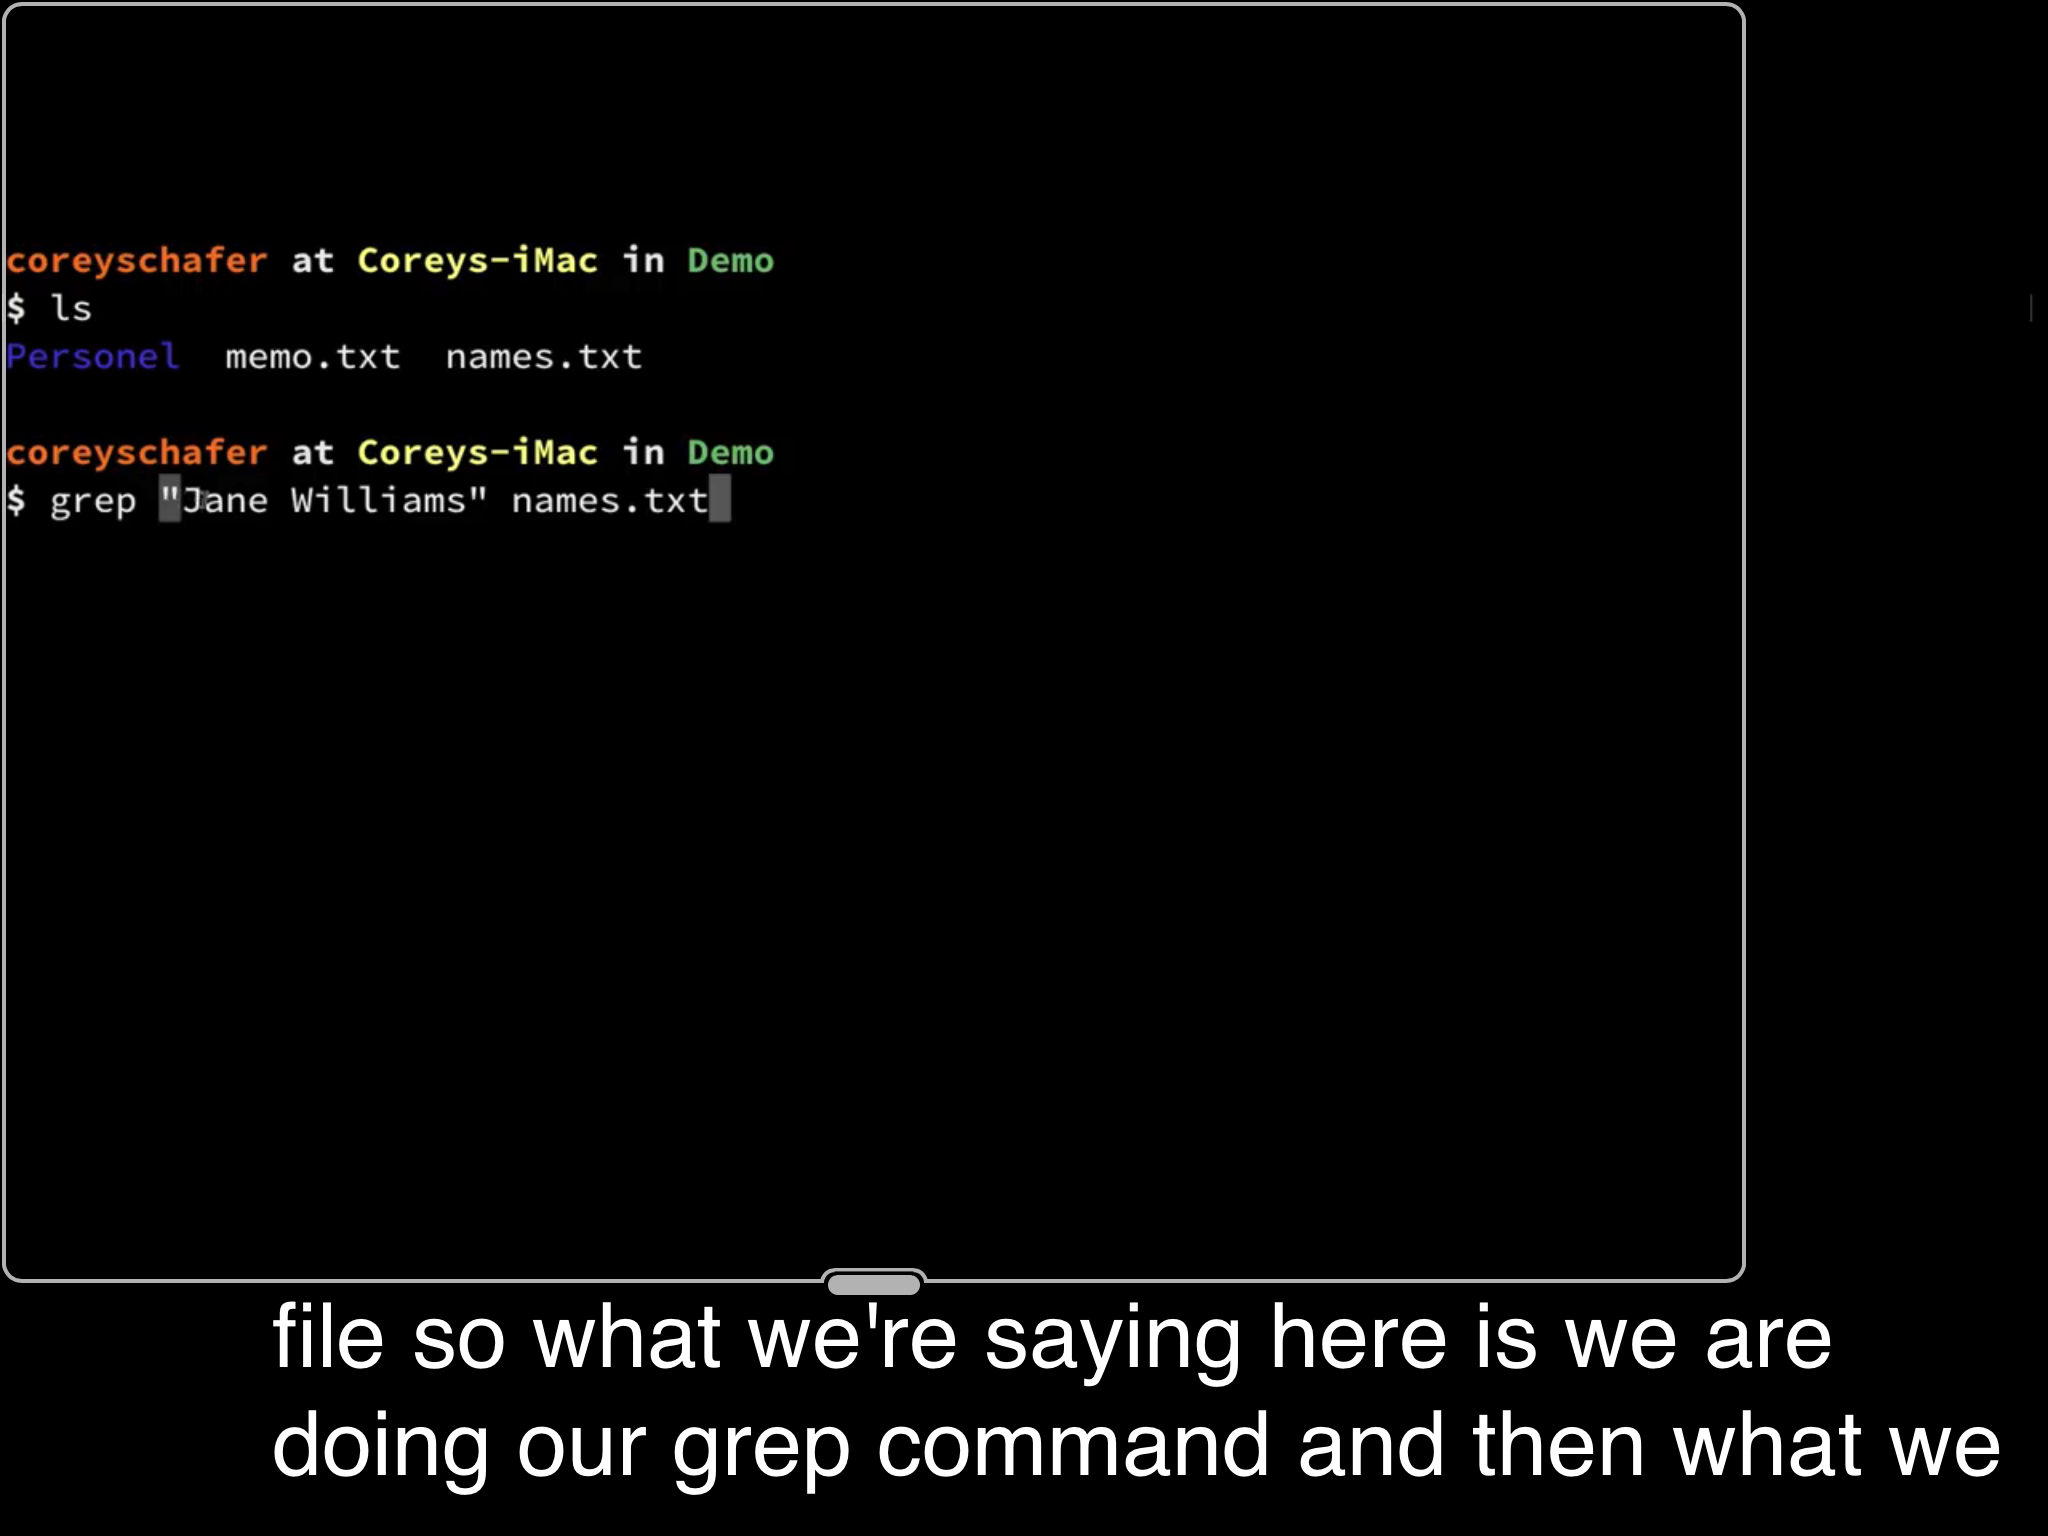 coreyschafer at Coreys-iMac in Demo
$ ls
Personel memo.txt names.txt
coreyschafer at Coreys-iMac in Demo
$ grep "Jane Williams" names.txt
file so what we're saying here is we are
doing our grep command and then what we